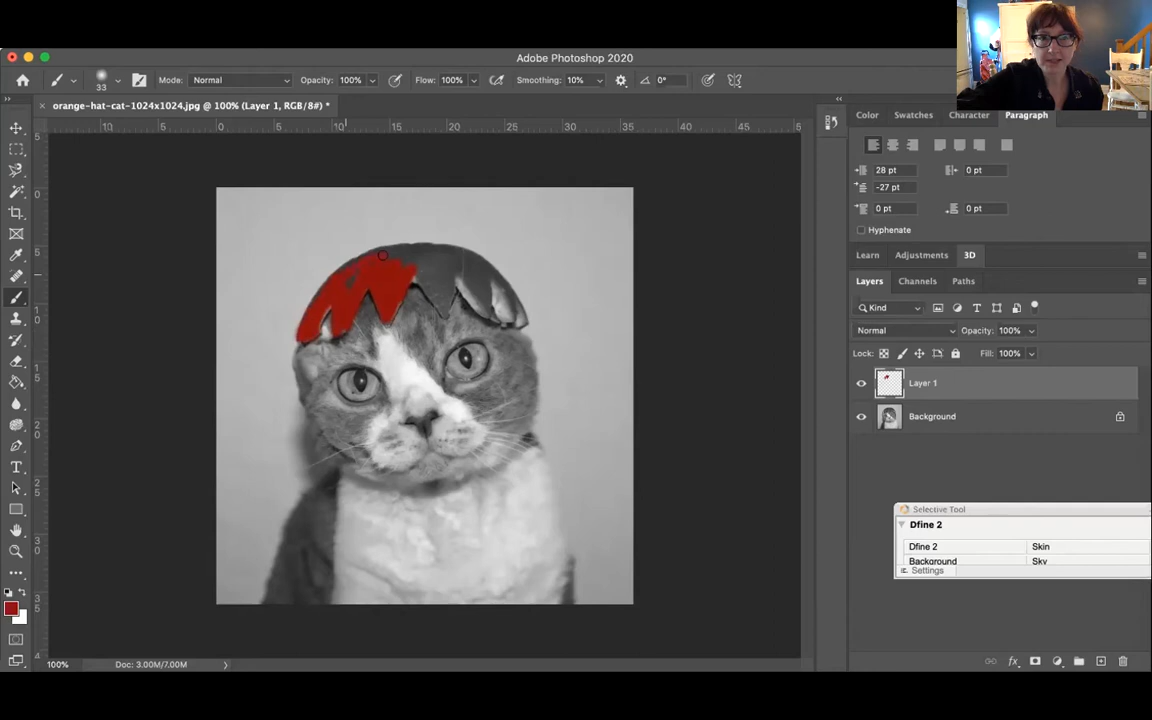 Adobe Photoshop 2020
33 Mode: Normal Opacity: 100% Flow: 100% Smoothing: 10% 0°
orange-hat-cat-1024x1024.jpg @ 100% (Layer 1, RGB/8#) *
Color Swatches Character Paragraph
10 5 0 5 10 15 20 25 30 35 40 45
28 pt 0 pt
-27 pt
0 pt 0 pt
Hyphenate
Learn Adjustments 3D
Layers Channels Paths
Kind
Normal Opacity: 100%
Lock: Fill: 100%
Layer 1
Background
Selective Tool
Dfine 2
Dfine 2 Skin
Background Sky
Settings
100% Doc: 3.00M/7.00M